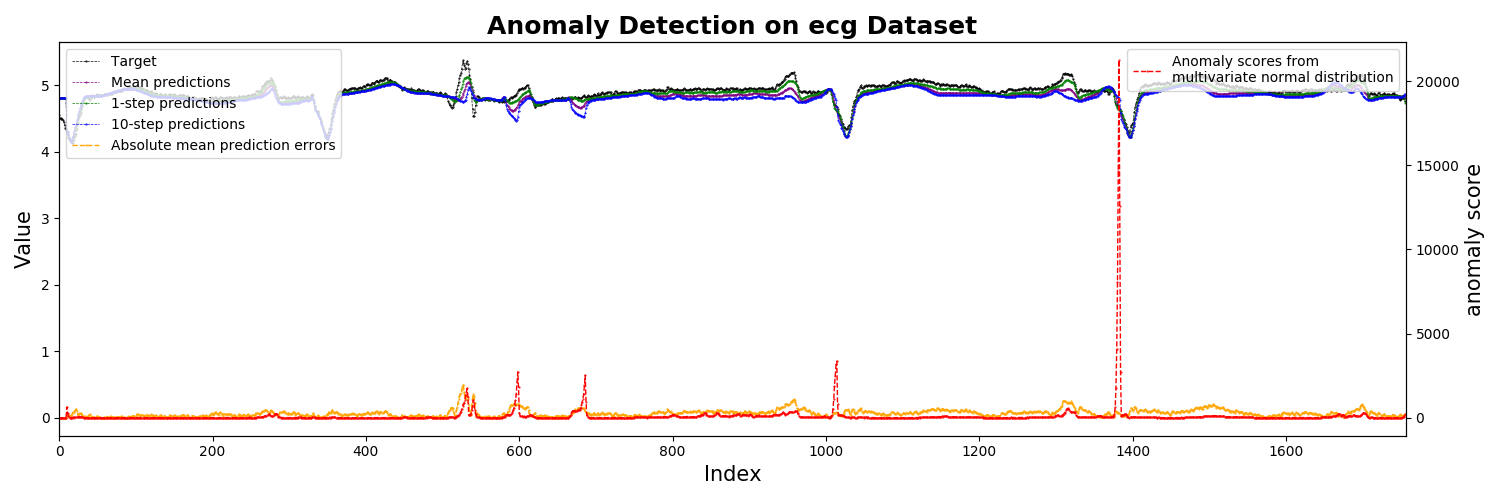 Anomaly Detection on ecg Dataset
Target
Mean predictions
1-step predictions
10-step predictions
Absolute mean prediction errors
Anomaly scores from
multivariate normal distribution
Value
5
4
3
2
1
0
anomaly score
20000
15000
10000
5000
0
0
200
400
600
800
1000
1200
1400
1600
Index